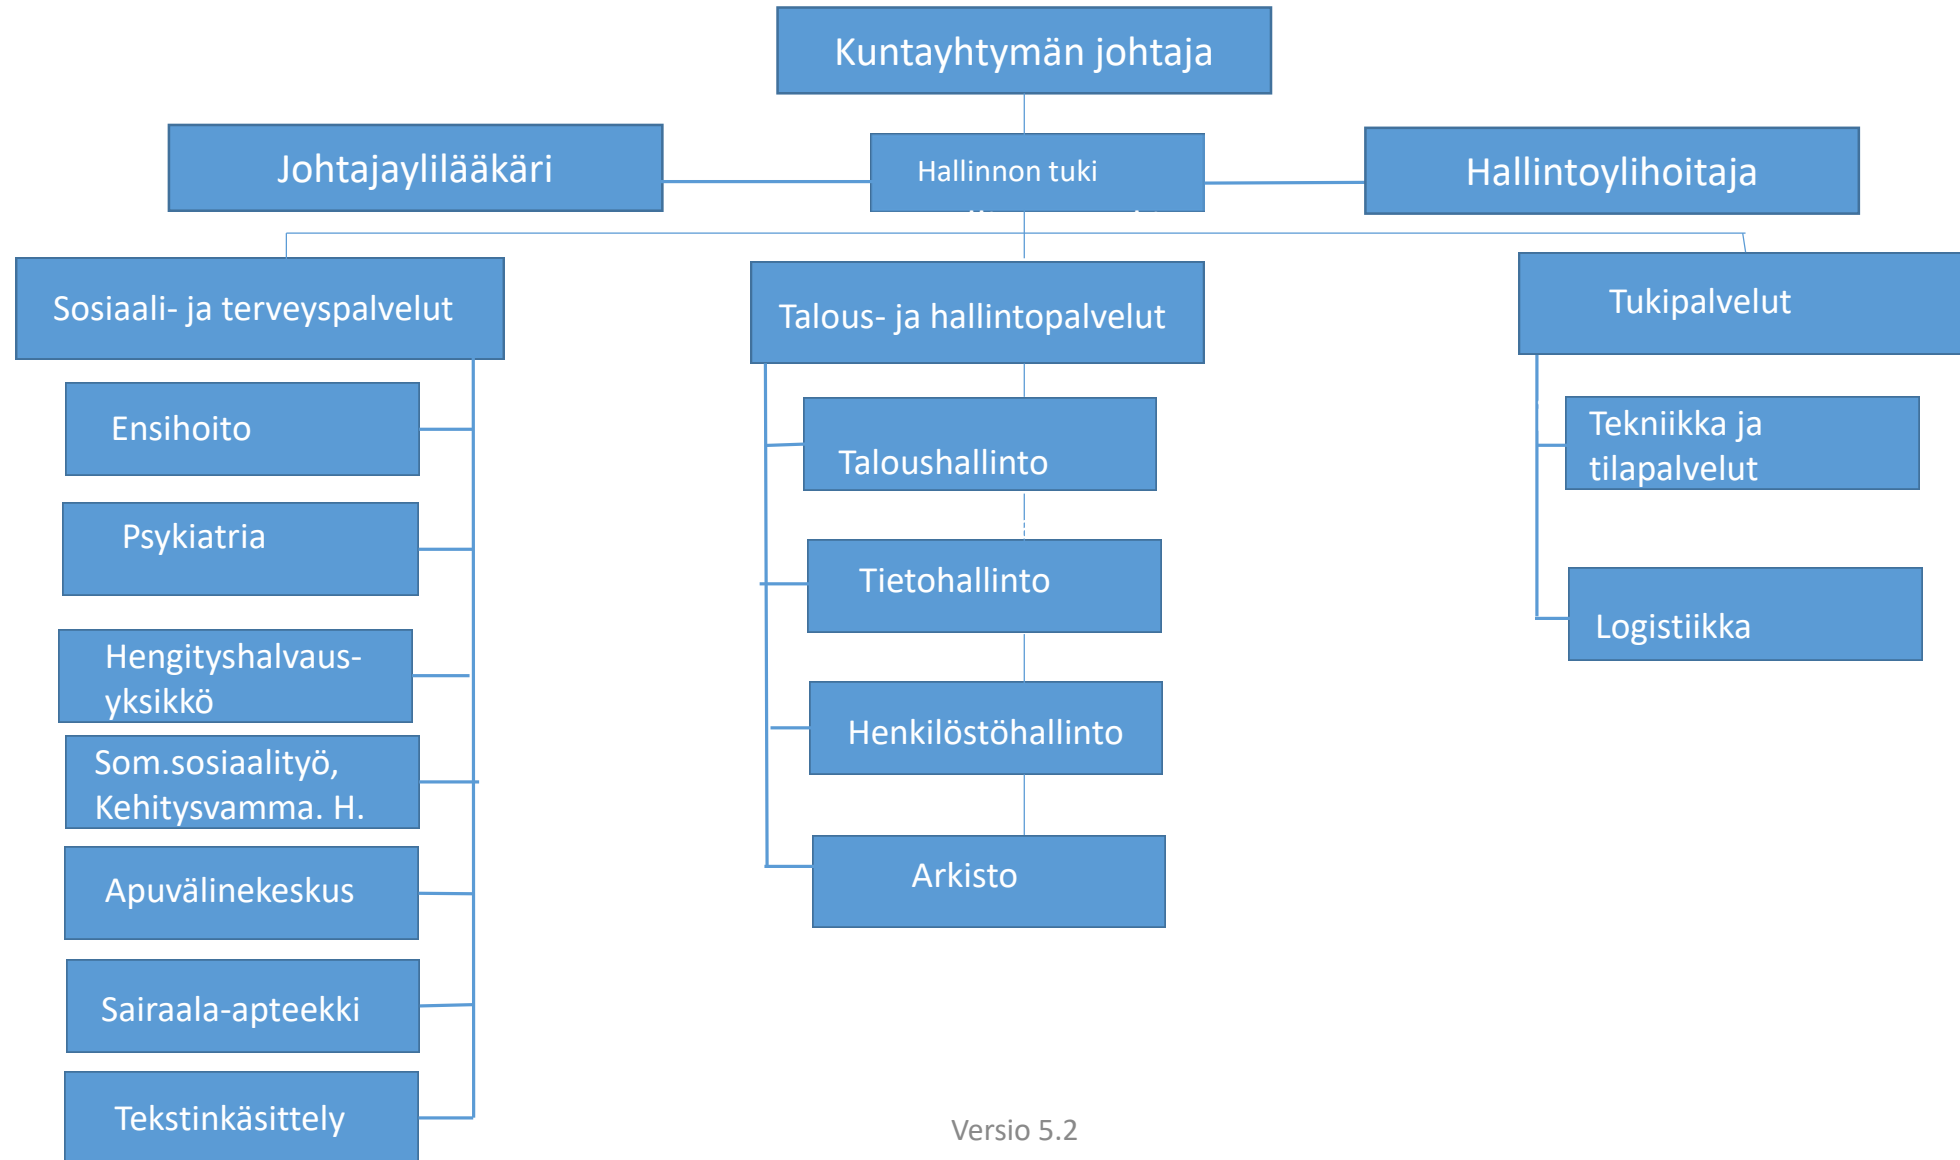 Kuntayhtymän johtaja
Johtajaylilääkäri
Hallinnon tuki
Hallintoylihoitaja
Sosiaali- ja terveyspalvelut
Talous- ja hallintopalvelut
Tukipalvelut
Ensihoito
Psykiatria
Hengityshalvaus-
yksikkö
Som.sosiaalityö,
Kehitysvamma. H.
Apuvälinekeskus
Sairaala-apteekki
Tekstinkäsittely
Taloushallinto
Tietohallinto
Henkilöstöhallinto
Arkisto
Tekniikka ja
tilapalvelut
Logistiikka
Versio 5.2